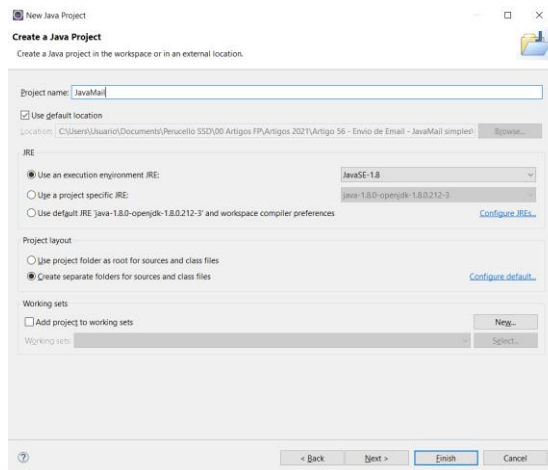 New Java Project
Create a Java Project
Create a Java project in the workspace or in an external location.
Project name: JavaMail
Use default location
Location: C:\Users\Usuario\Documents\Perucello SSD\00 Artigos FP\Artigos 2021\Artigo 56 - Envio de Email - JavaMail simples\ Browse...
JRE
Use an execution environment JRE: JavaSE-1.8
Use a project specific JRE: java-1.8.0-openjdk-1.8.0.212-3
Use default JRE 'java-1.8.0-openjdk-1.8.0.212-3' and workspace compiler preferences Configure JREs...
Project layout
Use project folder as root for sources and class files
Create separate folders for sources and class files Configure default...
Working sets
Add project to working sets New...
Working sets: Select...
? < Back Next > Finish Cancel